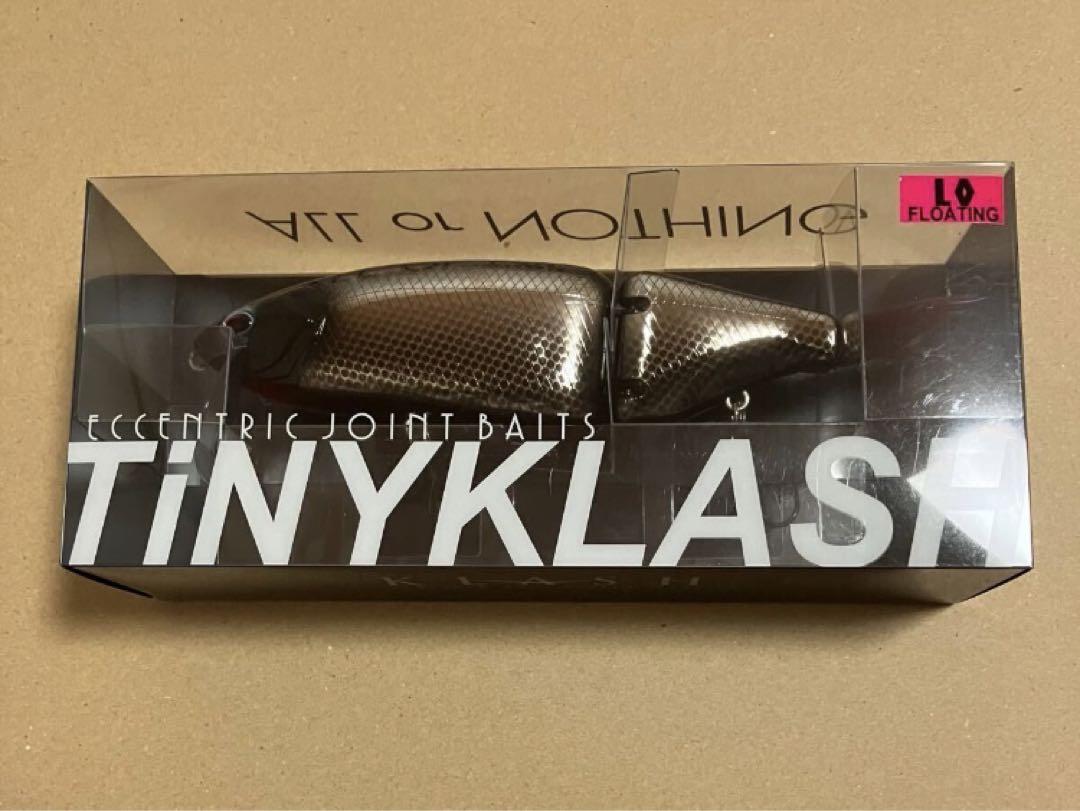 ALL or NOTHING
LO
FLOATING
ECCENTRIC JOINT BAITS
TiNYKLASH
KLASH